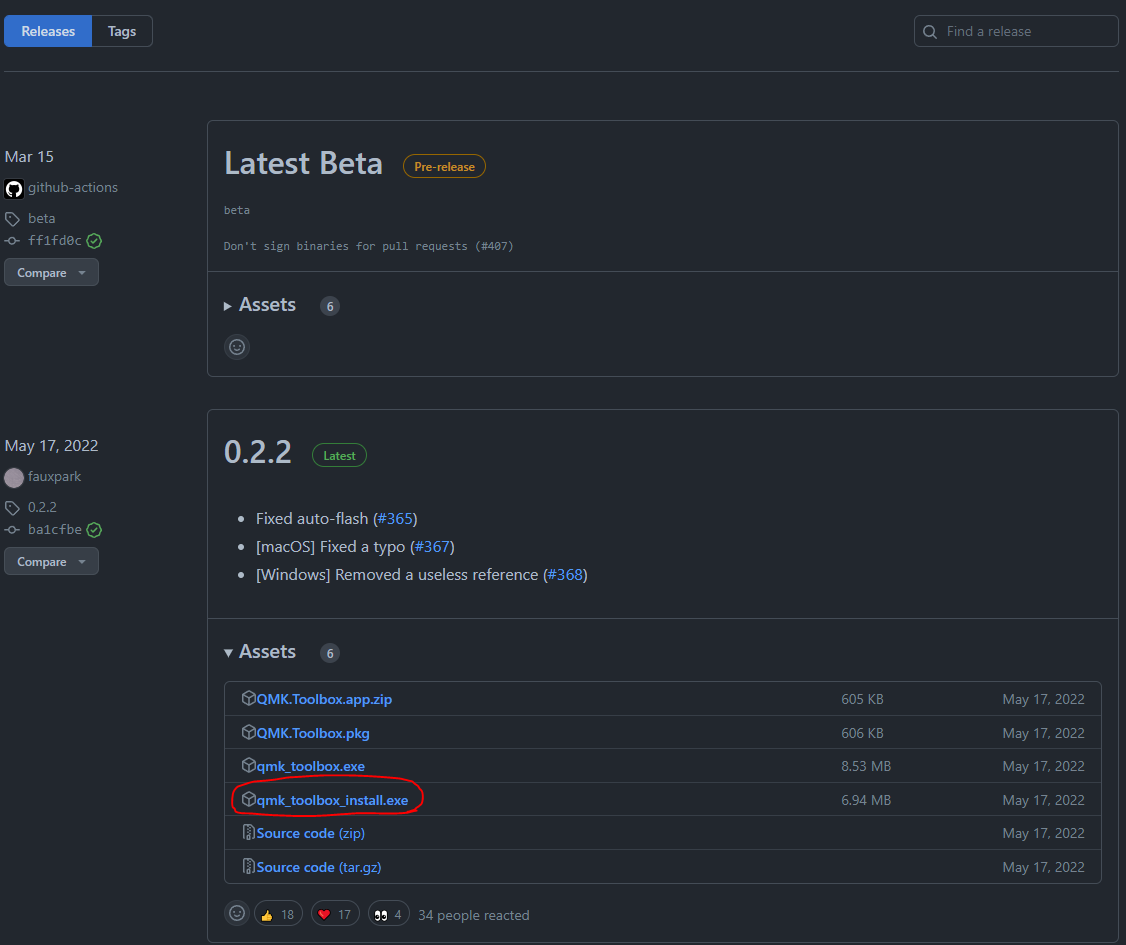 Releases Tags Find a release
Mar 15
github-actions
beta
ff1fd0c
Compare
Latest Beta Pre-release
beta
Don't sign binaries for pull requests (#407)
Assets 6
May 17, 2022
fauxpark
0.2.2
ba1cfbe
Compare
0.2.2 Latest
Fixed auto-flash (#365)
[macOS] Fixed a typo (#367)
[Windows] Removed a useless reference (#368)
Assets 6
QMK.Toolbox.app.zip 605 KB May 17, 2022
QMK.Toolbox.pkg 606 KB May 17, 2022
qmk_toolbox.exe 8.53 MB May 17, 2022
qmk_toolbox_install.exe 6.94 MB May 17, 2022
Source code (zip) May 17, 2022
Source code (tar.gz) May 17, 2022
18 17 4 34 people reacted